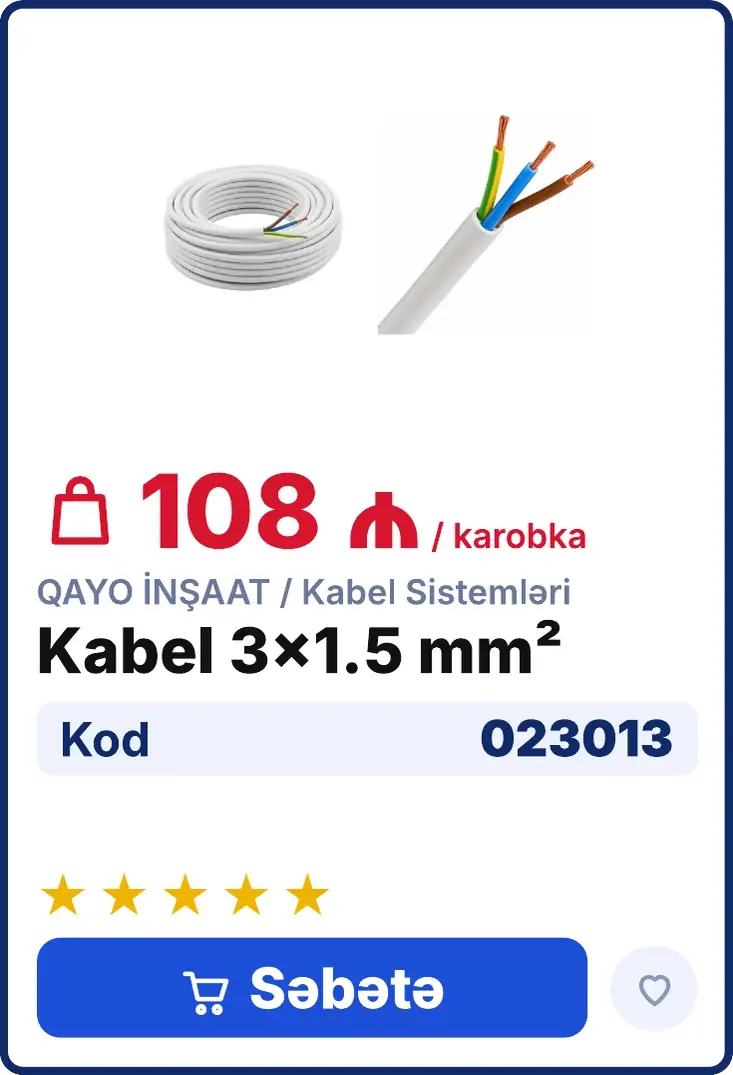 108 ₼ / karobka
QAYO İNŞAAT / Kabel Sistemləri
Kabel 3×1.5 mm²
Kod 023013
Səbətə